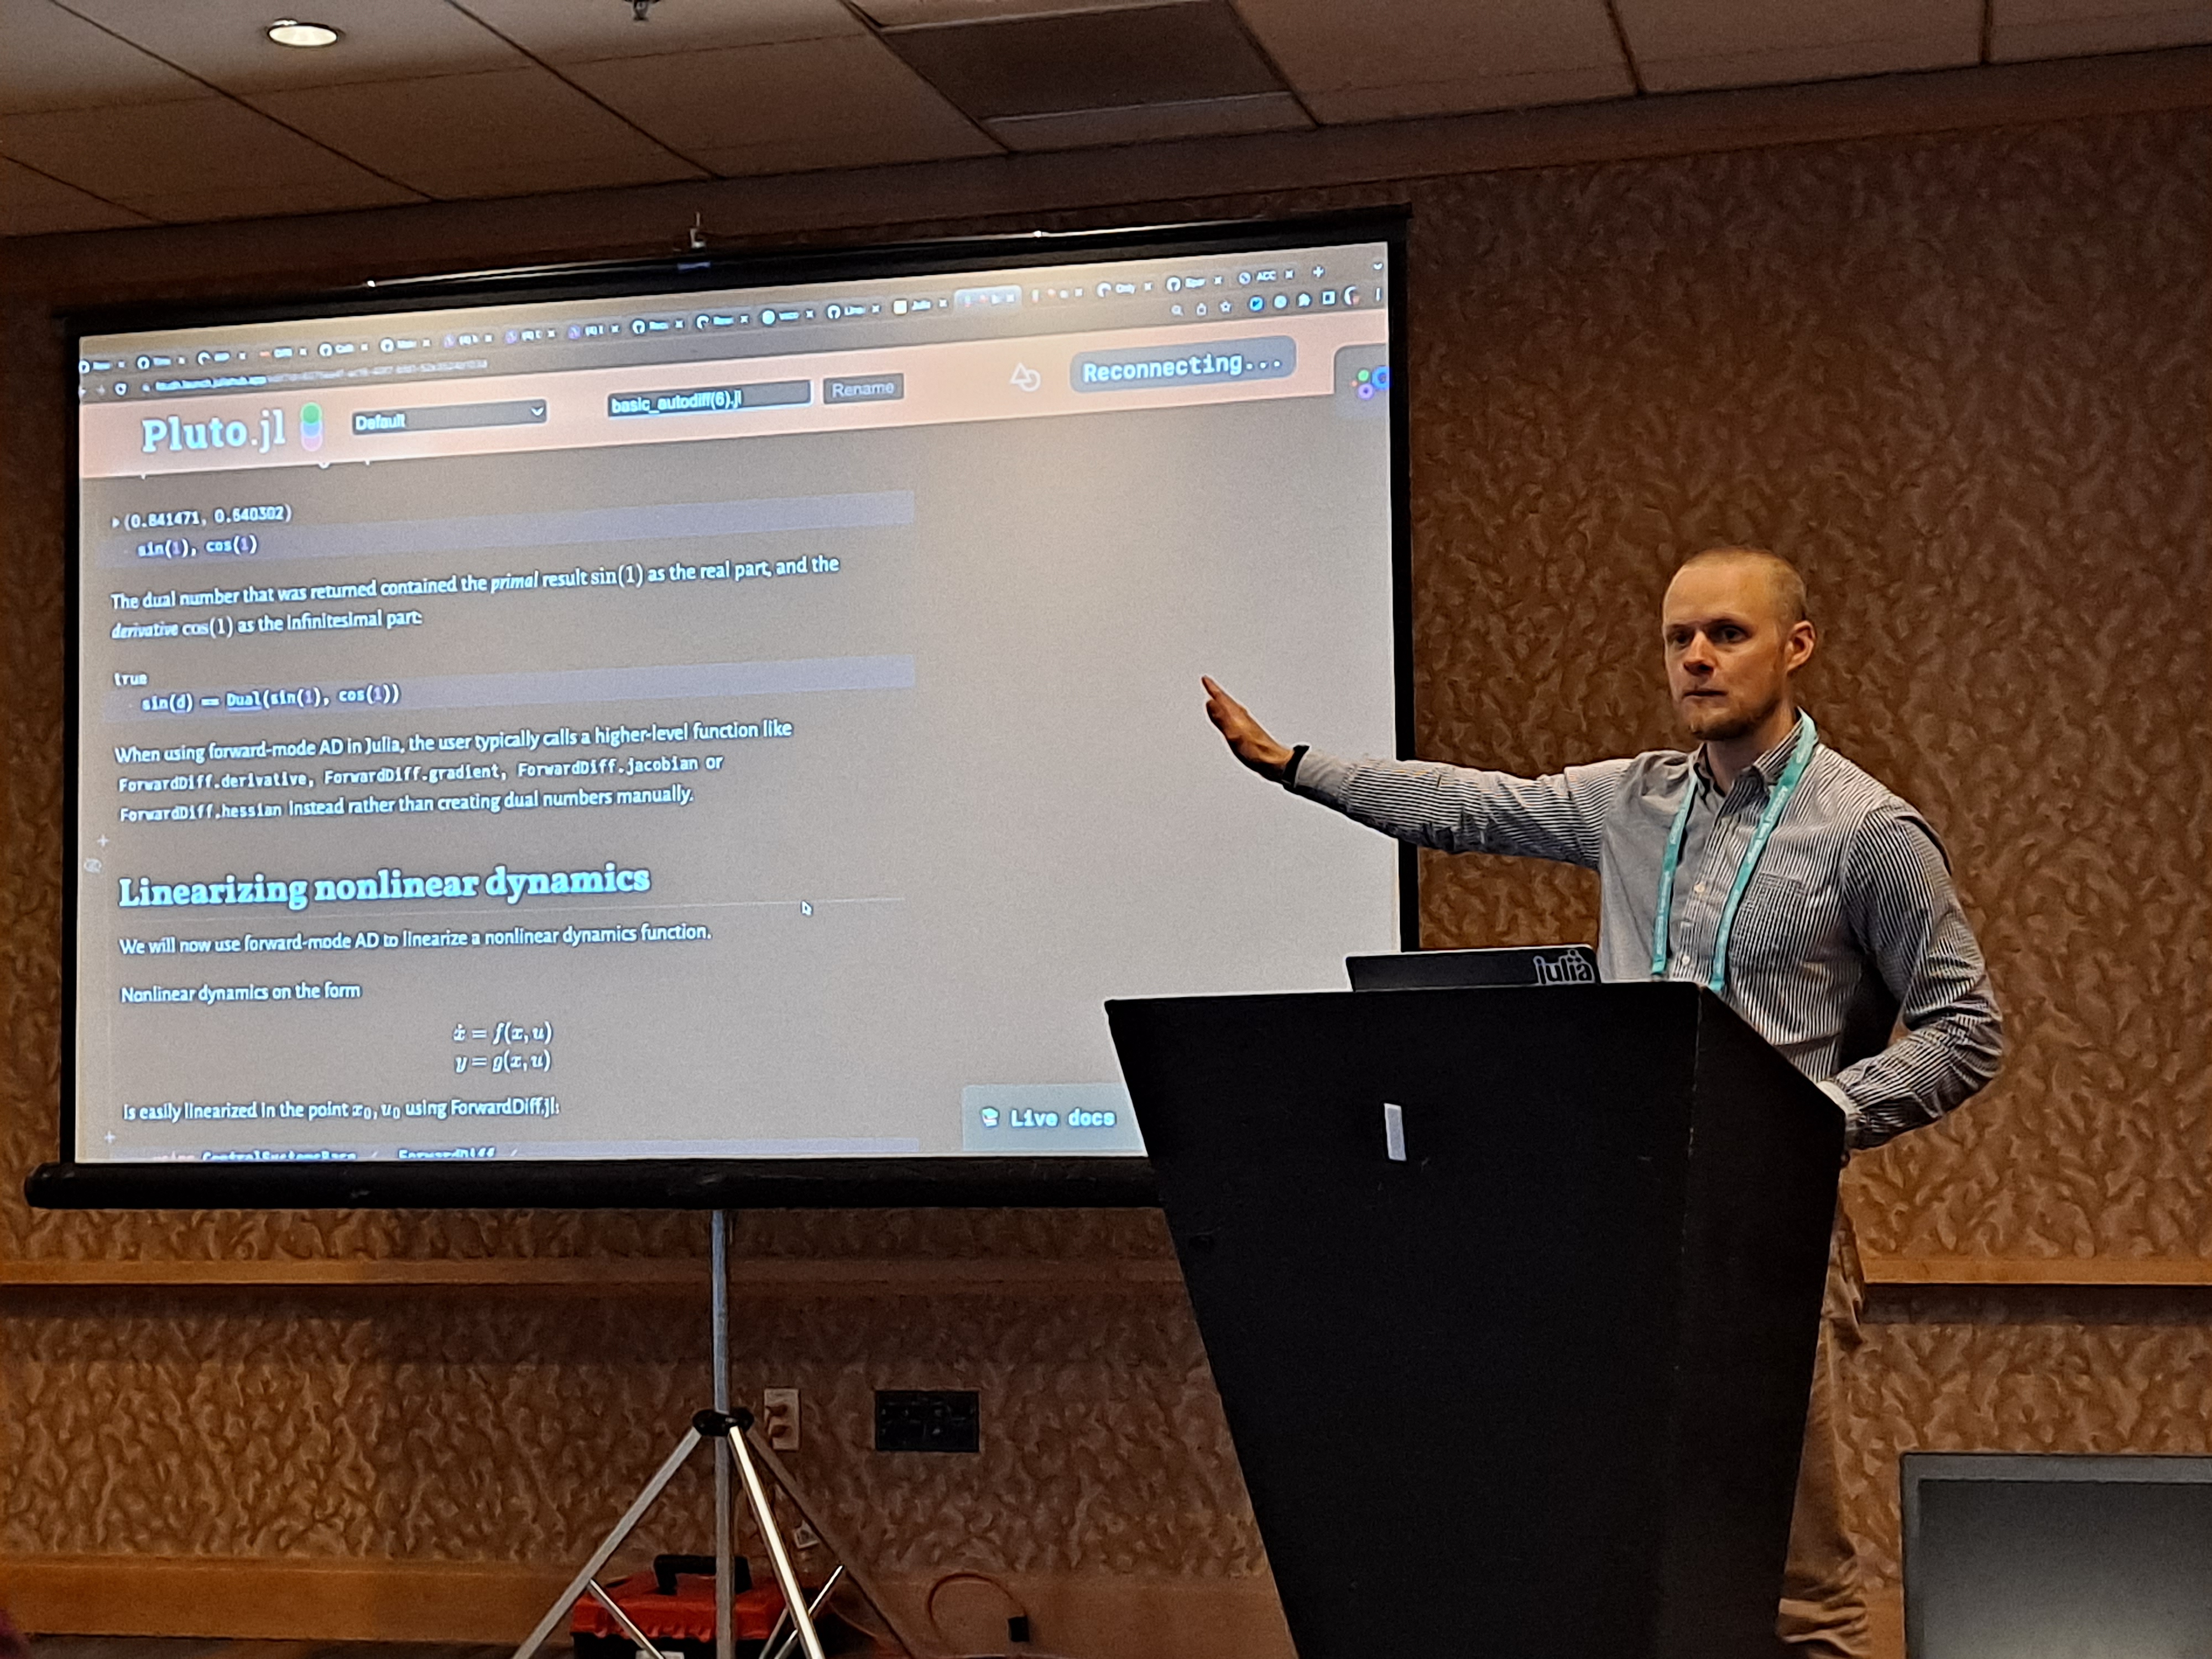 Pluto.jl
Default
basic_autodiff(6).jl
Rename
Reconnecting...
(0.841471, 0.540302)
sin(1), cos(1)
The dual number that was returned contained the primal result sin(1) as the real part, and the
derivative cos(1) as the infinitesimal part:
true
sin(d) == Dual(sin(1), cos(1))
When using forward-mode AD in Julia, the user typically calls a higher-level function like
ForwardDiff.derivative, ForwardDiff.gradient, ForwardDiff.jacobian or
ForwardDiff.hessian instead rather than creating dual numbers manually.
Linearizing nonlinear dynamics
We will now use forward-mode AD to linearize a nonlinear dynamics function.
Nonlinear dynamics on the form
ẋ = f(x, u)
y = g(x, u)
is easily linearized in the point x₀, u₀ using ForwardDiff.jl:
Live docs
using ControlSystemsBase, ForwardDiff
julia